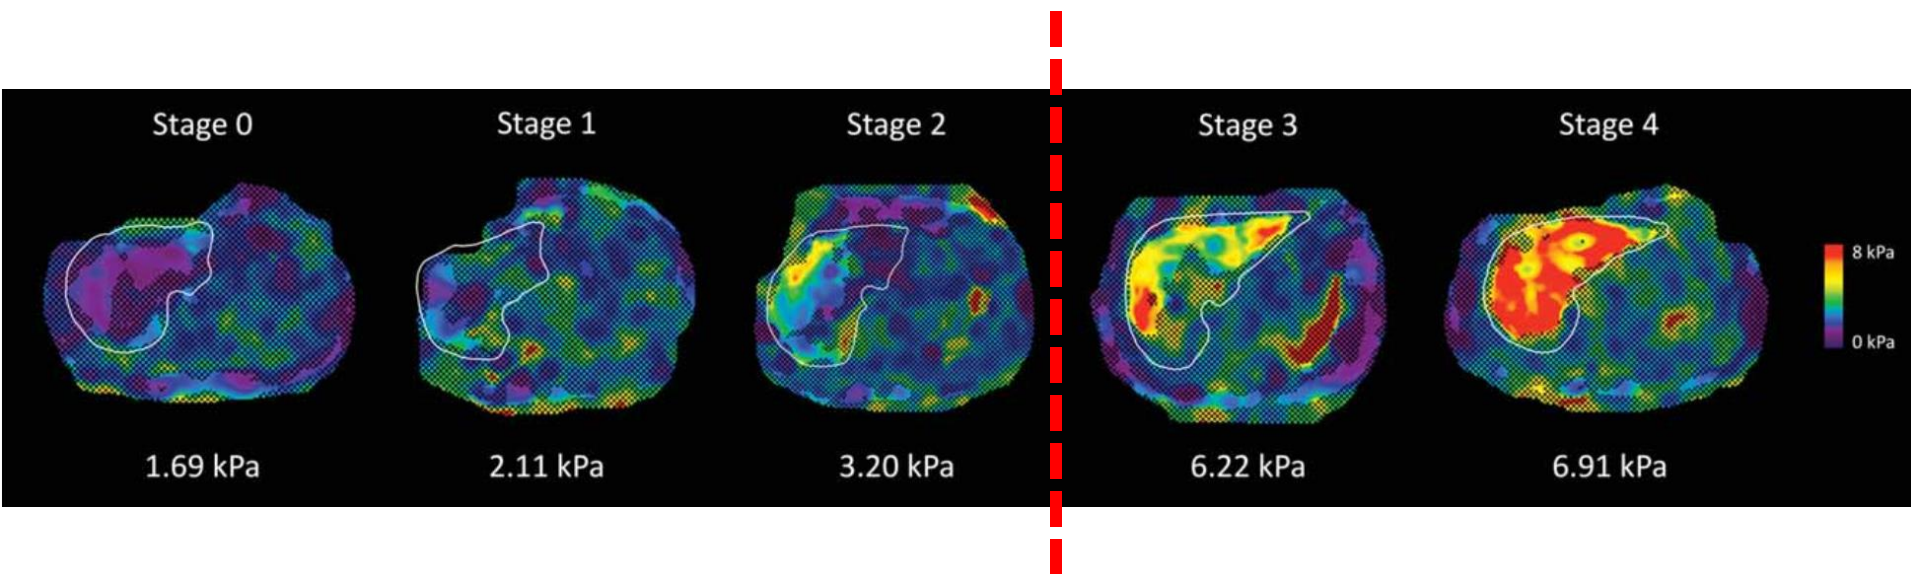 Stage 0
Stage 1
Stage 2
Stage 3
Stage 4
8 kPa
0 kPa
1.69 kPa
2.11 kPa
3.20 kPa
6.22 kPa
6.91 kPa